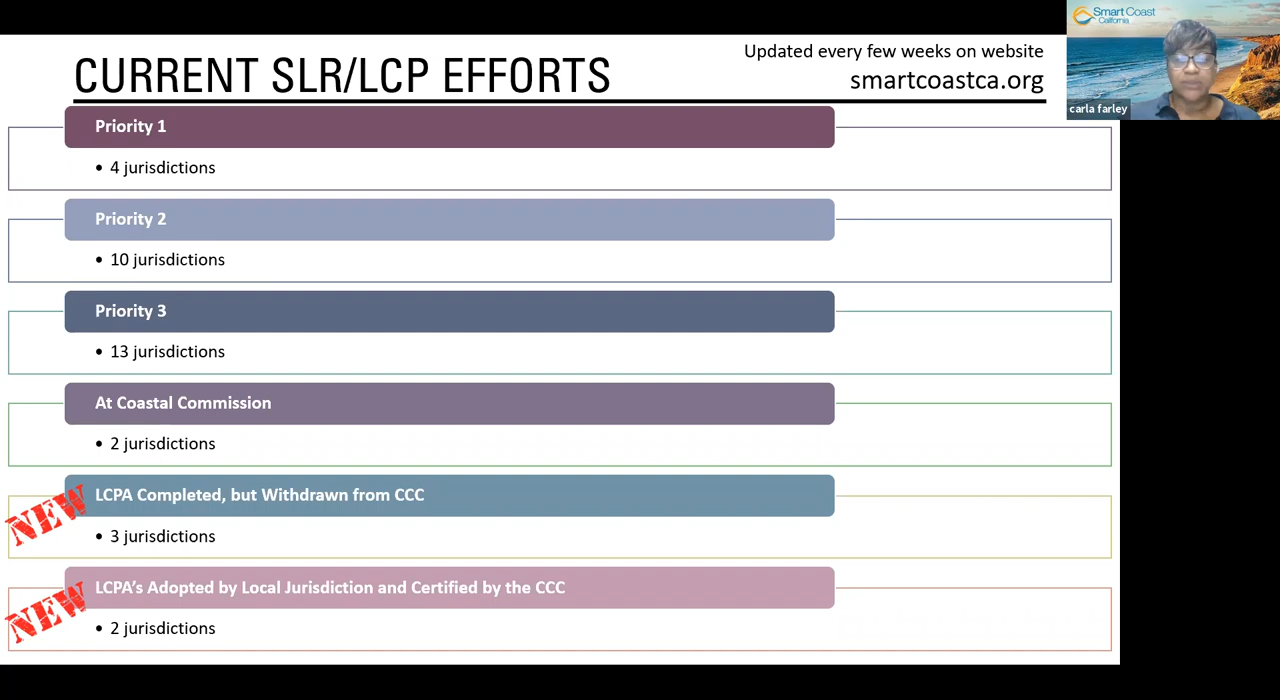 CURRENT SLR/LCP EFFORTS
Updated every few weeks on website
smartcoastca.org
Smart Coast
California
carla farley
Priority 1
• 4 jurisdictions
Priority 2
• 10 jurisdictions
Priority 3
• 13 jurisdictions
At Coastal Commission
• 2 jurisdictions
NEW
LCPA Completed, but Withdrawn from CCC
• 3 jurisdictions
NEW
LCPA’s Adopted by Local Jurisdiction and Certified by the CCC
• 2 jurisdictions